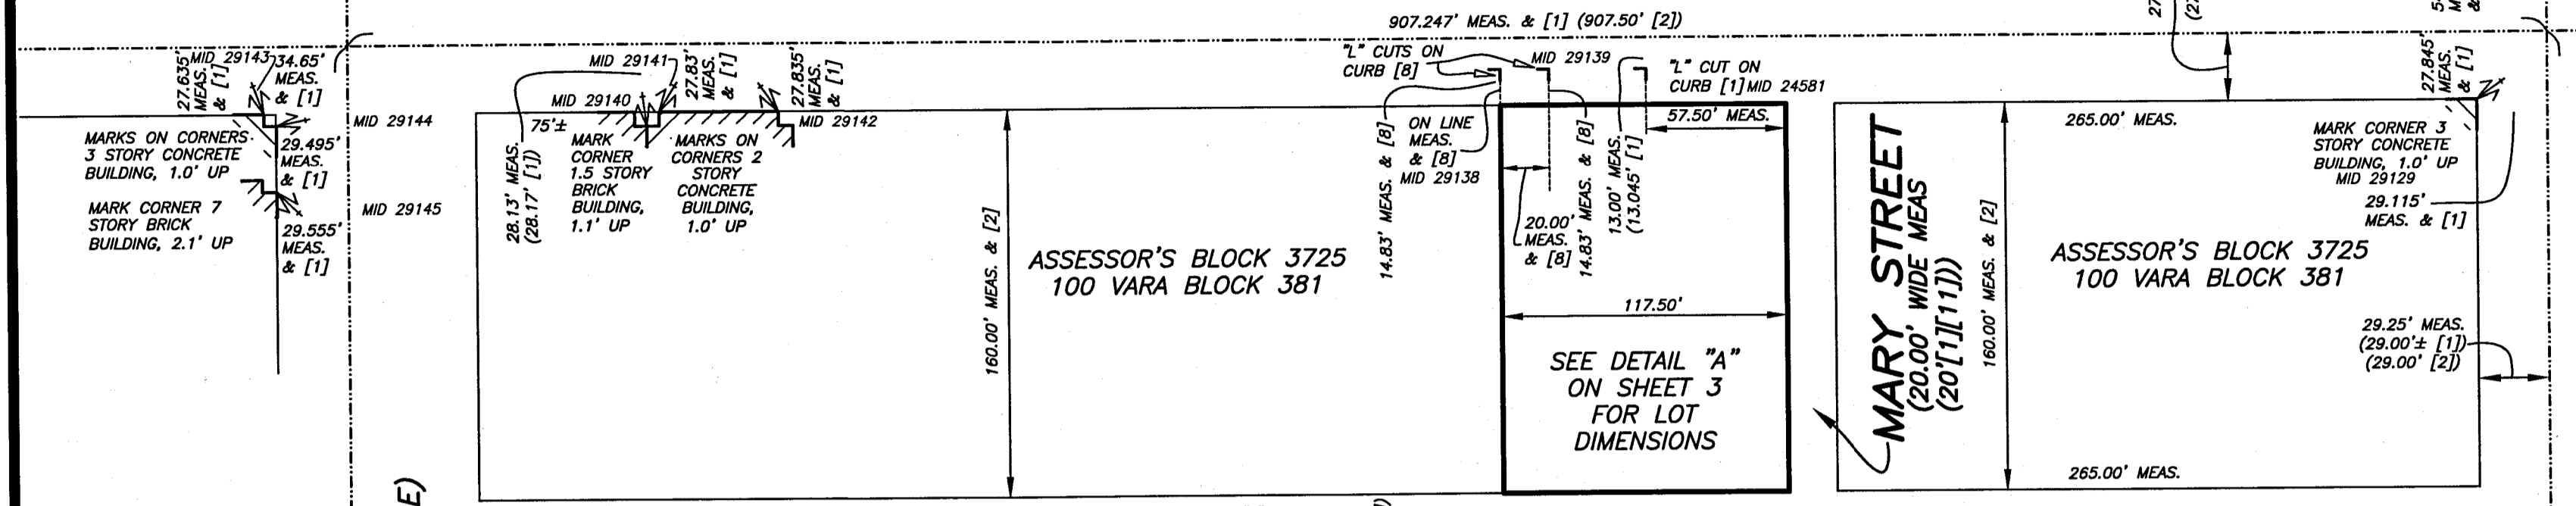 907.247' MEAS. & [1] (907.50' [2])
27.635'
MEAS.
& [1]
MID 29143
34.65'
MEAS.
& [1]
MID 29144
MARKS ON CORNERS
3 STORY CONCRETE
BUILDING, 1.0' UP
29.495'
MEAS.
& [1]
MARK CORNER 7
STORY BRICK
BUILDING, 2.1' UP
MID 29145
29.555'
MEAS.
& [1]
E)
MID 29141
MID 29140
75'±
28.13' MEAS.
(28.17' [1])
27.83'
MEAS.
& [1]
27.835'
MEAS.
& [1]
MID 29142
MARK
CORNER
1.5 STORY
BRICK
BUILDING,
1.1' UP
MARKS ON
CORNERS 2
STORY
CONCRETE
BUILDING,
1.0' UP
160.00' MEAS. & [2]
ASSESSOR'S BLOCK 3725
100 VARA BLOCK 381
"L" CUTS ON
CURB [8]
MID 29139
"L" CUT ON
CURB [1] MID 24581
14.83' MEAS. & [8]
ON LINE
MEAS.
& [8]
MID 29138
20.00'
MEAS.
& [8]
14.83' MEAS. & [8]
13.00' MEAS.
(13.045' [1]
57.50' MEAS.
117.50'
SEE DETAIL "A"
ON SHEET 3
FOR LOT
DIMENSIONS
MARY STREET
(20.00' WIDE MEAS
(20'[1][11]))
160.00' MEAS. & [2]
265.00' MEAS.
ASSESSOR'S BLOCK 3725
100 VARA BLOCK 381
265.00' MEAS.
27.845'
MEAS.
& [1]
MARK CORNER 3
STORY CONCRETE
BUILDING, 1.0' UP
MID 29129
29.115'
MEAS. & [1]
29.25' MEAS.
(29.00'± [1])
(29.00' [2])